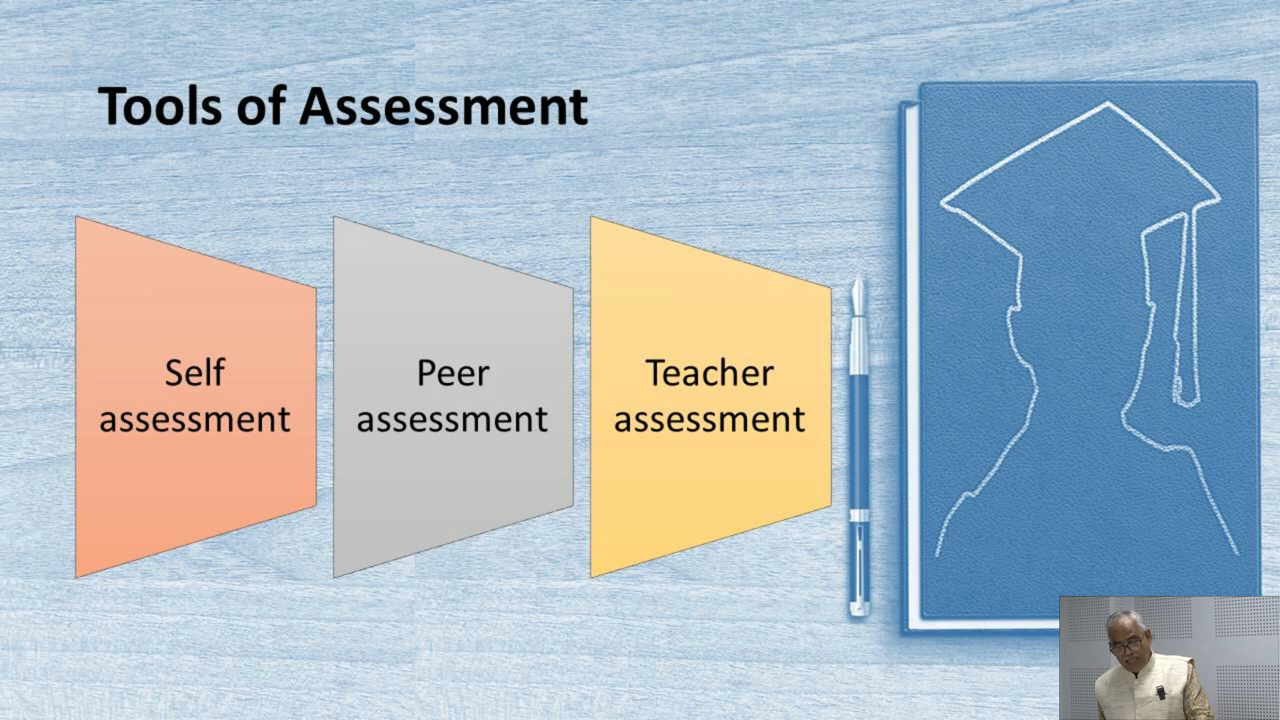 Tools of Assessment
Self
assessment
Peer
assessment
Teacher
assessment